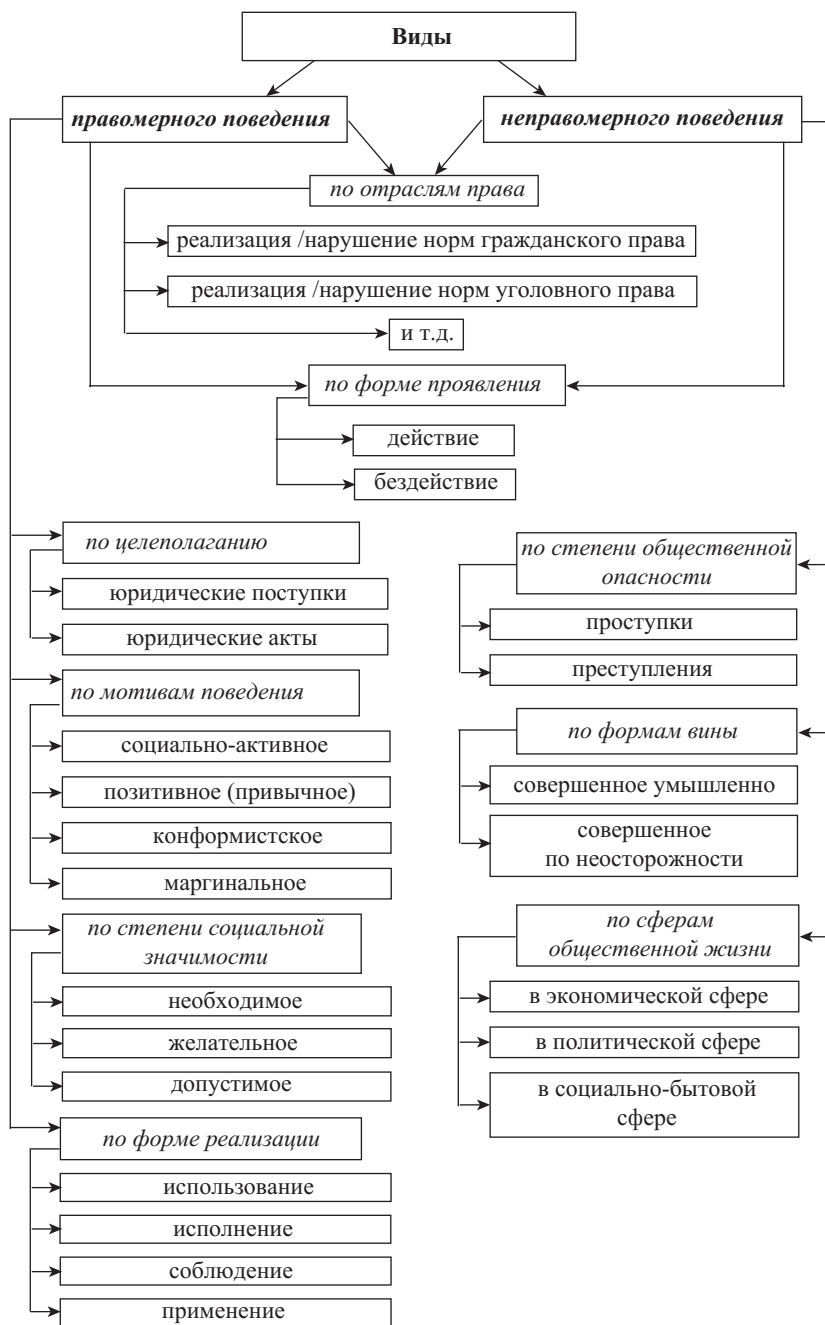 Виды
правомерного поведения
неправомерного поведения
по отраслям права
реализация /нарушение норм гражданского права
реализация /нарушение норм уголовного права
и т.д.
по форме проявления
действие
бездействие
по целеполаганию
юридические поступки
юридические акты
по мотивам поведения
социально-активное
позитивное (привычное)
конформистское
маргинальное
по степени социальной
значимости
необходимое
желательное
допустимое
по форме реализации
использование
исполнение
соблюдение
применение
по степени общественной
опасности
проступки
преступления
по формам вины
совершенное умышленно
совершенное
по неосторожности
по сферам
общественной жизни
в экономической сфере
в политической сфере
в социально-бытовой
сфере